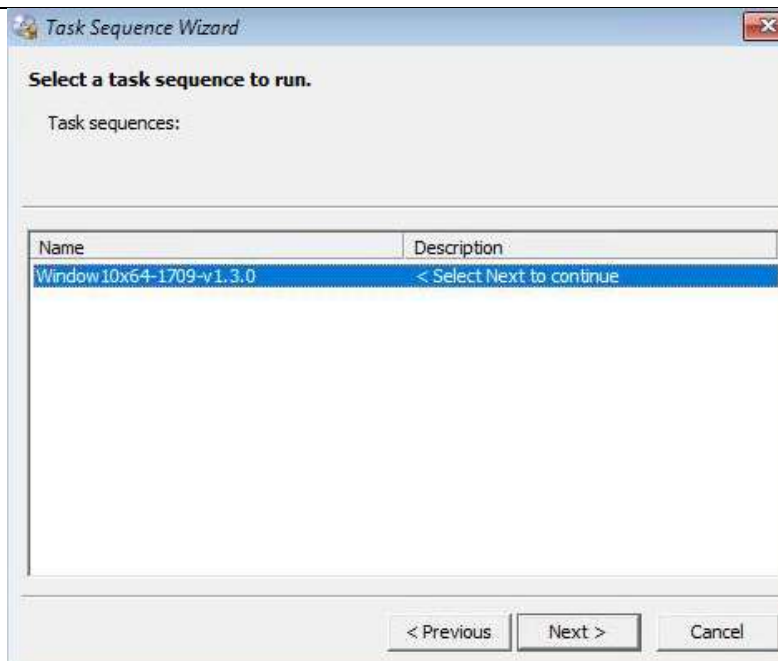 Task Sequence Wizard
Select a task sequence to run.
Task sequences:
Name Description
Window10x64-1709-v1.3.0 < Select Next to continue
< Previous Next > Cancel